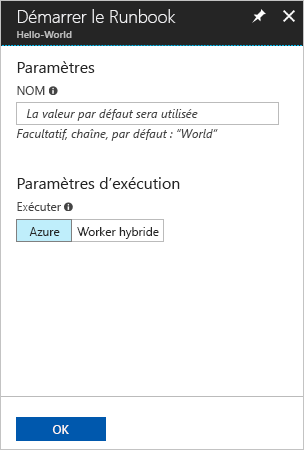 Démarrer le Runbook
Hello-World
Paramètres
NOM
La valeur par défaut sera utilisée
Facultatif, chaîne, par défaut : “World”
Paramètres d’exécution
Exécuter
Azure Worker hybride
OK